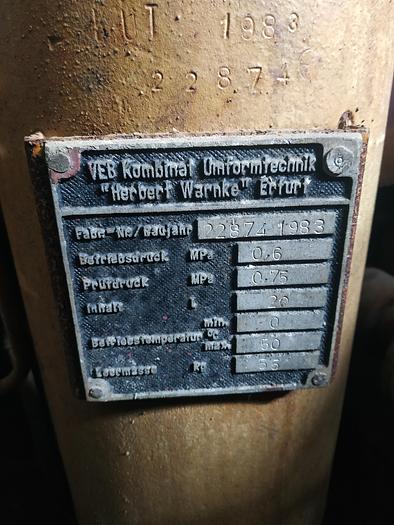 LUT 1983
22874
VEB Kombinat Umformtechnik
"Herbert Warnke" Erfurt
Fabr.-Nr./Baujahr 22874 1983
Betriebsdruck MPa 0.6
Prüfdruck MPa 0.75
Inhalt L 20
min. 0
Betriebstemperatur °C
max. 50
Leermasse kg 55